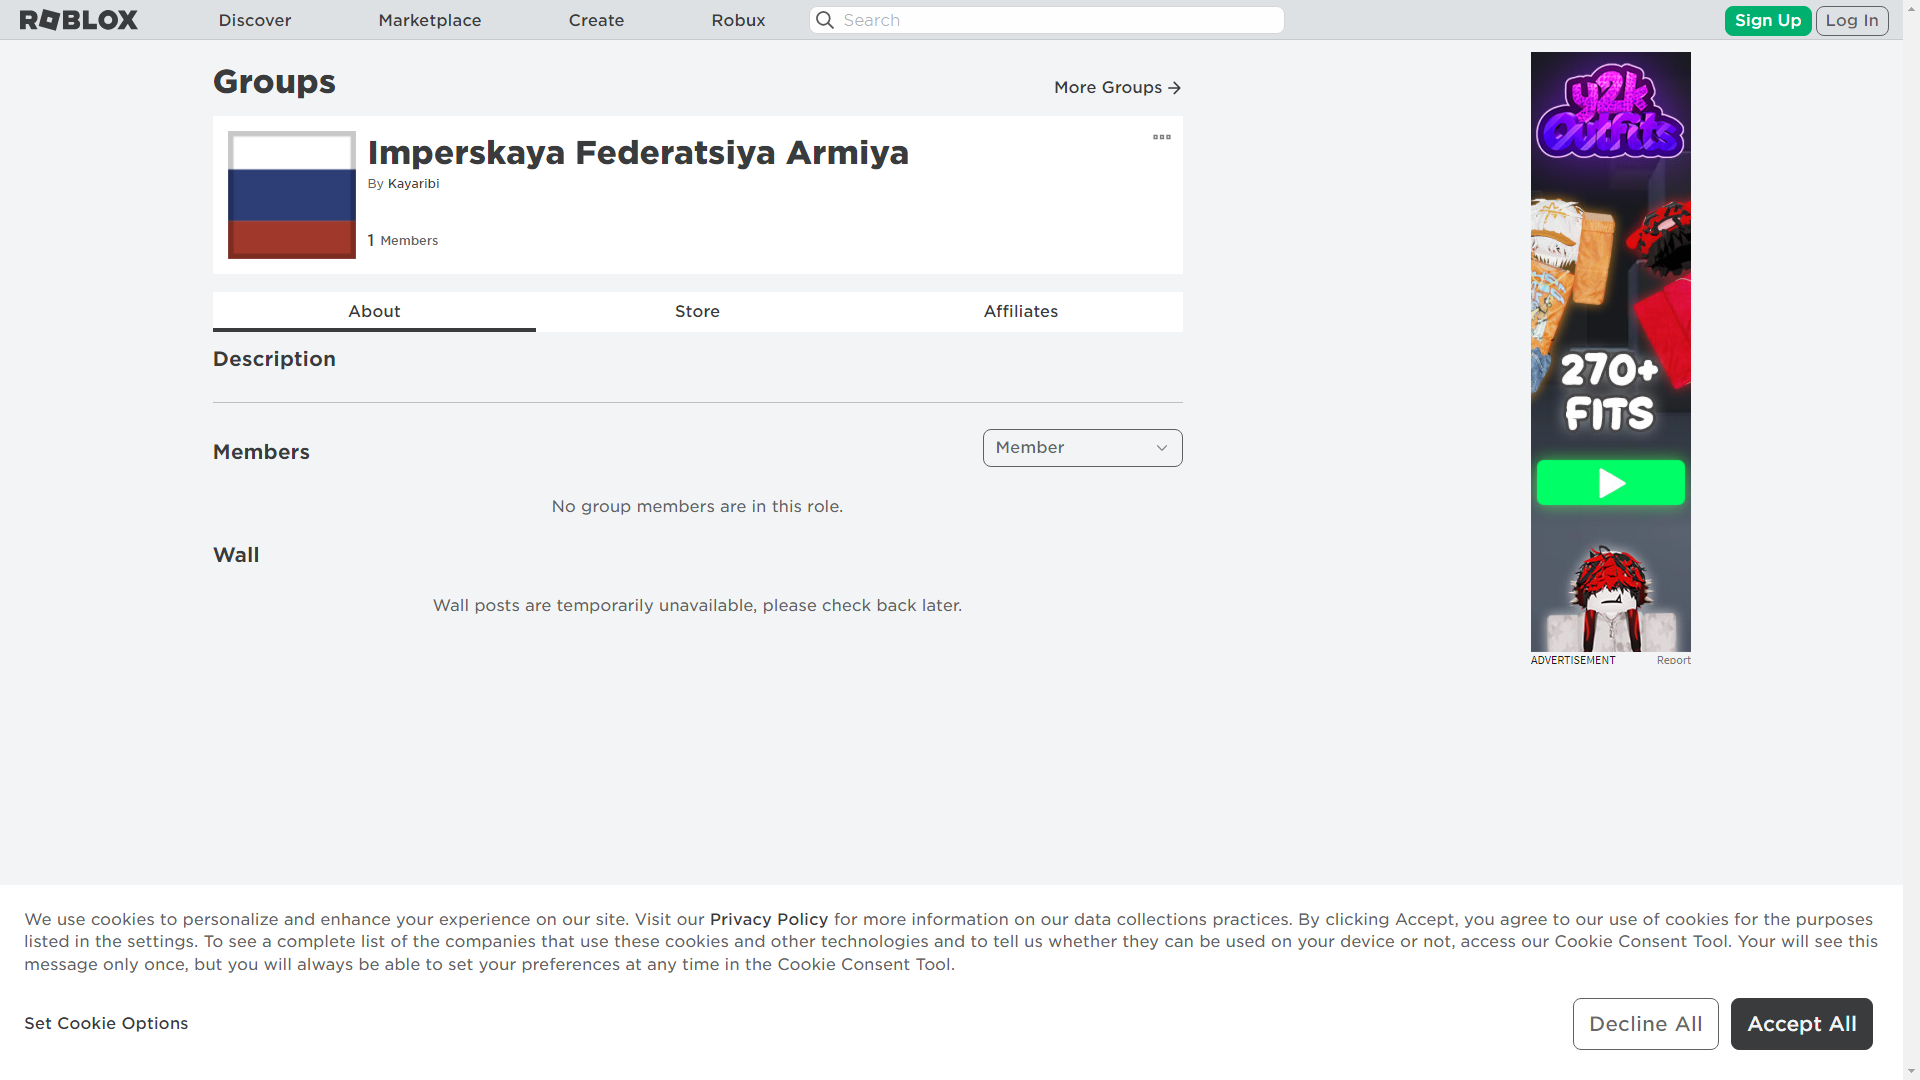 ROBLOX
Discover
Marketplace
Create
Robux
Search
Sign Up
Log In
Groups
More Groups
Imperskaya Federatsiya Armiya
By Kayaribi
1 Members
About
Store
Affiliates
Description
Members
Member
No group members are in this role.
Wall
Wall posts are temporarily unavailable, please check back later.
y2k
Outfits
270+
FITS
ADVERTISEMENT
Report
We use cookies to personalize and enhance your experience on our site. Visit our Privacy Policy for more information on our data collections practices. By clicking Accept, you agree to our use of cookies for the purposes
listed in the settings. To see a complete list of the companies that use these cookies and other technologies and to tell us whether they can be used on your device or not, access our Cookie Consent Tool. Your will see this
message only once, but you will always be able to set your preferences at any time in the Cookie Consent Tool.
Set Cookie Options
Decline All
Accept All